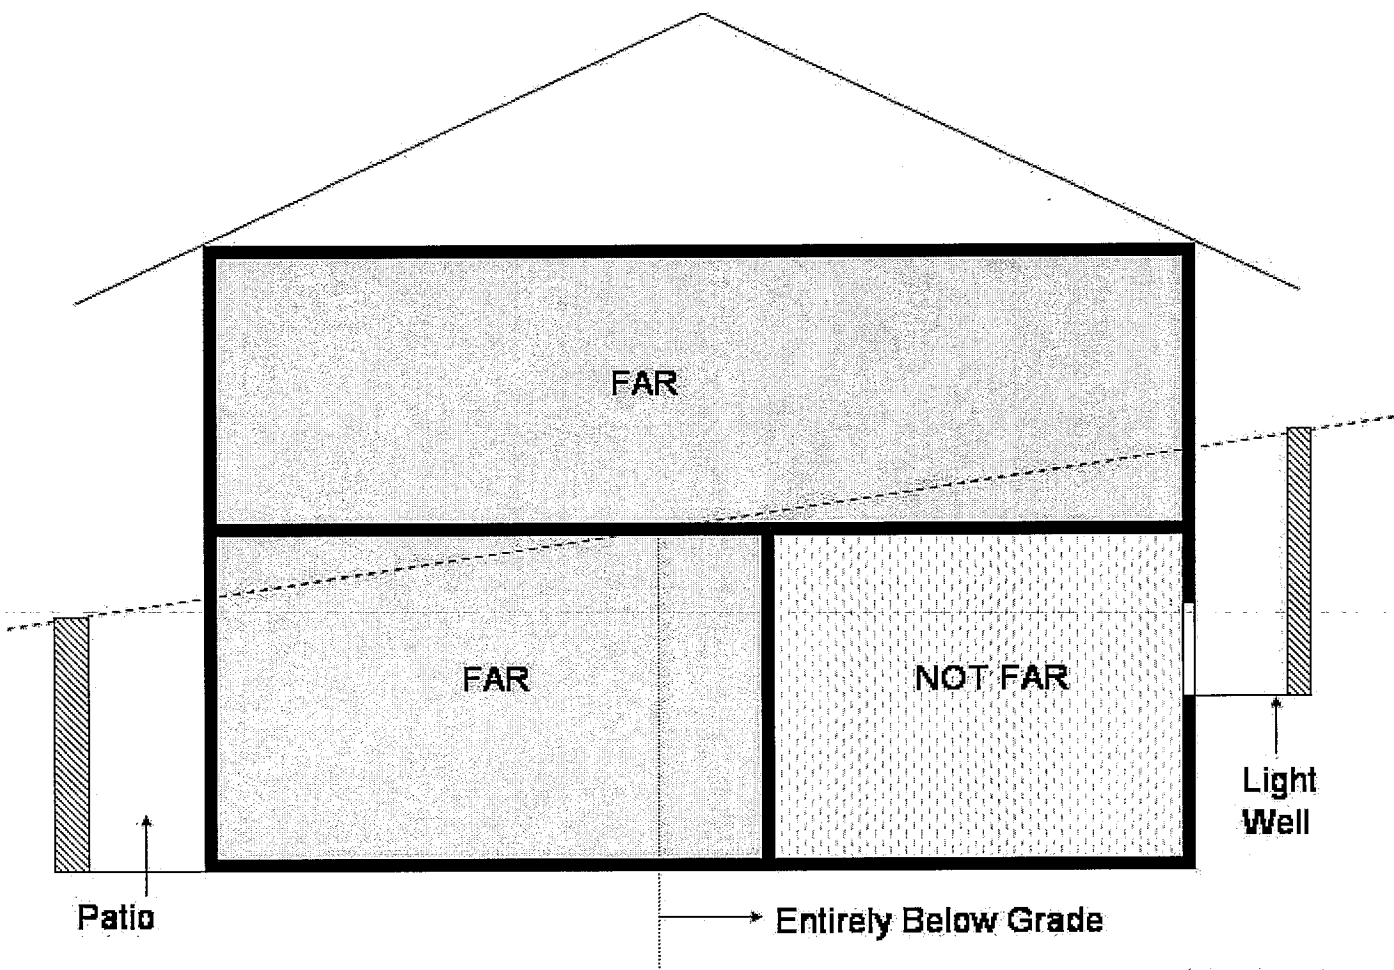 FAR
FAR
NOT FAR
Light
Well
Patio
Entirely Below Grade